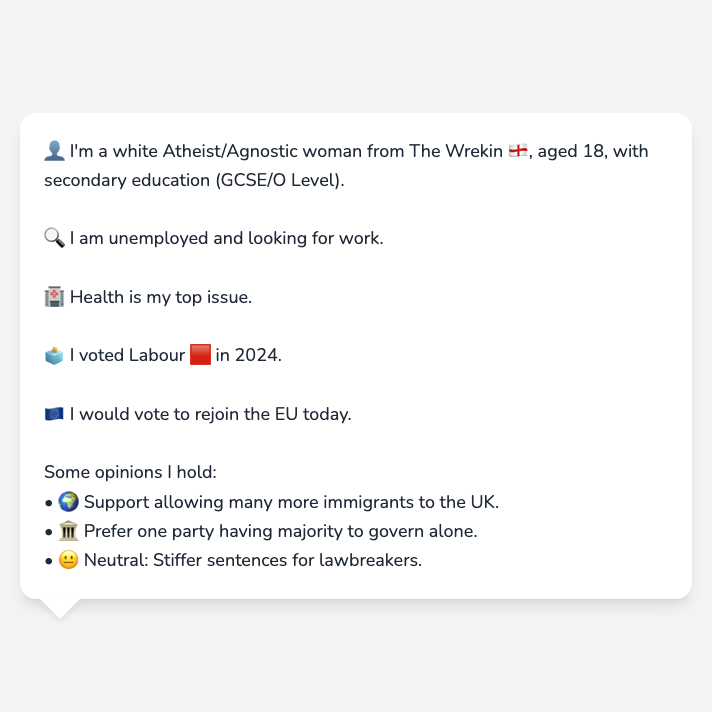 👤 I'm a white Atheist/Agnostic woman from The Wrekin 🏴󠁧󠁢󠁥󠁮󠁧󠁿, aged 18, with
secondary education (GCSE/O Level).
🔍 I am unemployed and looking for work.
🏥 Health is my top issue.
🗳️ I voted Labour 🟥 in 2024.
🇪🇺 I would vote to rejoin the EU today.
Some opinions I hold:
• 🌍 Support allowing many more immigrants to the UK.
• 🏛️ Prefer one party having majority to govern alone.
• 😐 Neutral: Stiffer sentences for lawbreakers.